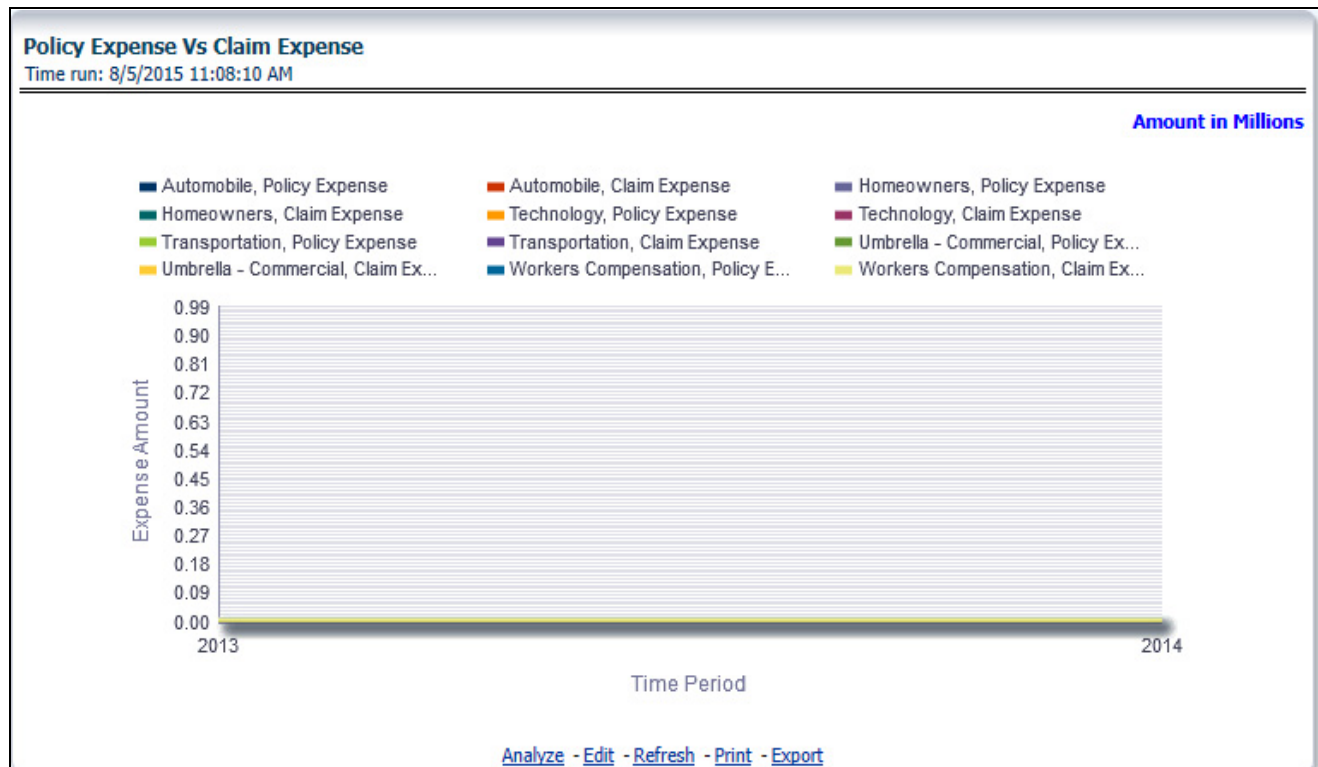 Policy Expense Vs Claim Expense
Time run: 8/5/2015 11:08:10 AM
Amount in Millions
Automobile, Policy Expense
Automobile, Claim Expense
Homeowners, Policy Expense
Homeowners, Claim Expense
Technology, Policy Expense
Technology, Claim Expense
Transportation, Policy Expense
Transportation, Claim Expense
Umbrella - Commercial, Policy Ex...
Umbrella - Commercial, Claim Ex...
Workers Compensation, Policy E...
Workers Compensation, Claim Ex...
Expense Amount
0.99
0.90
0.81
0.72
0.63
0.54
0.45
0.36
0.27
0.18
0.09
0.00
2013
2014
Time Period
Analyze - Edit - Refresh - Print - Export